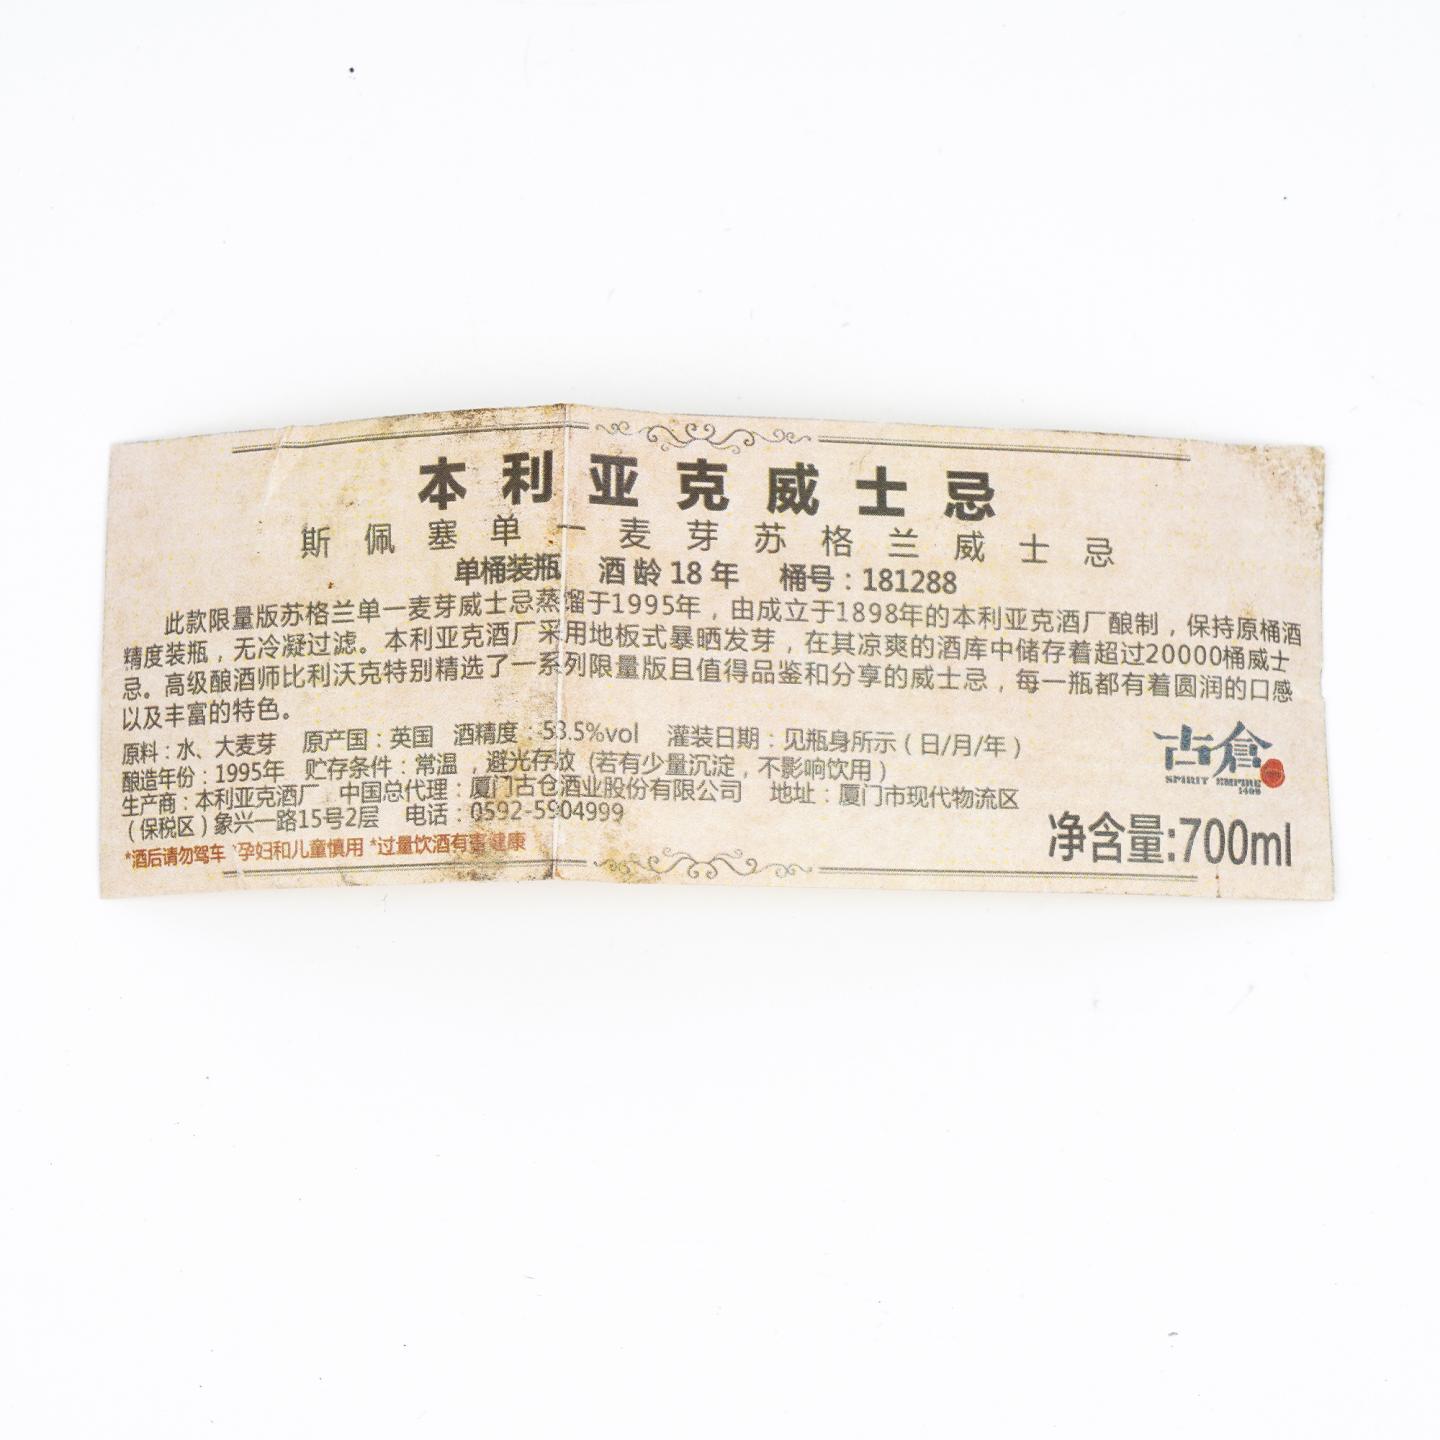 本利亚克威士忌
斯佩塞单一麦芽苏格兰威士忌
单桶装瓶 酒龄18年 桶号：181288
此款限量版苏格兰单一麦芽威士忌蒸馏于1995年，由成立于1898年的本利亚克酒厂酿制，保持原桶酒
精度装瓶，无冷凝过滤。本利亚克酒厂采用地板式暴晒发芽，在其凉爽的酒库中储存着超过20000桶威士
忌。高级酿酒师比利沃克特别精选了一系列限量版且值得品鉴和分享的威士忌，每一瓶都有着圆润的口感
以及丰富的特色。
原料：水、大麦芽 原产国：英国 酒精度：53.5%vol 灌装日期：见瓶身所示（日/月/年）
酿造年份：1995年 贮存条件：常温，避光存放（若有少量沉淀，不影响饮用）
生产商：本利亚克酒厂 中国总代理：厦门古仓酒业股份有限公司 地址：厦门市现代物流区
（保税区）象兴一路15号2层 电话：0592-5904999
*酒后请勿驾车 *孕妇和儿童慎用 *过量饮酒有害健康
古倉
SPIRIT EMPIRE
1408
净含量:700ml